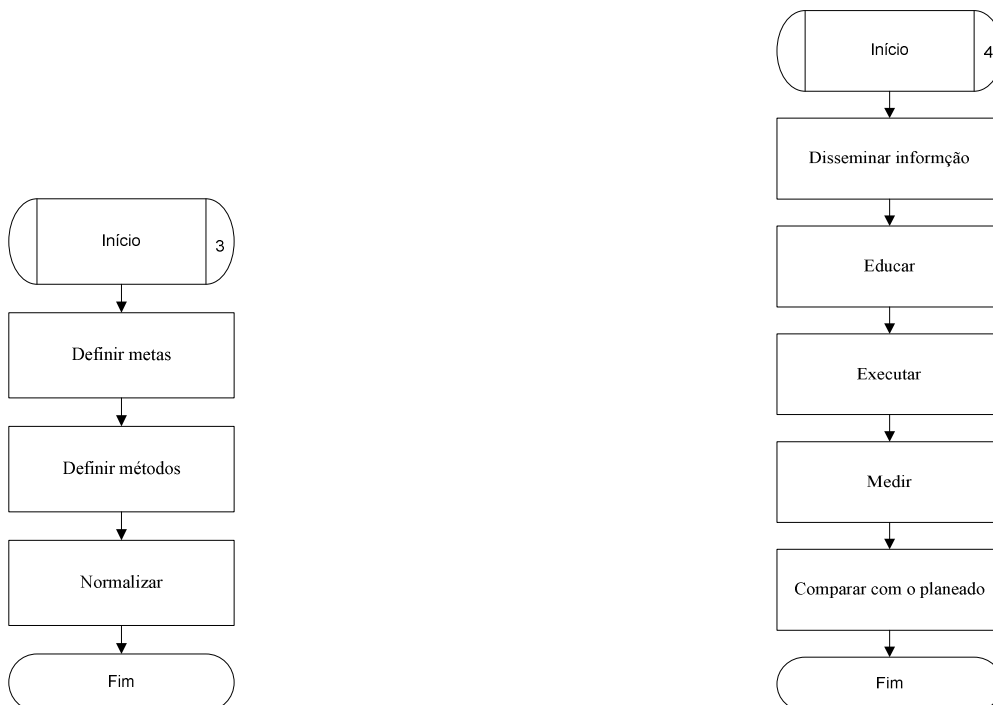 Início
3
Definir metas
Definir métodos
Normalizar
Fim
Início
4
Disseminar informção
Educar
Executar
Medir
Comparar com o planeado
Fim